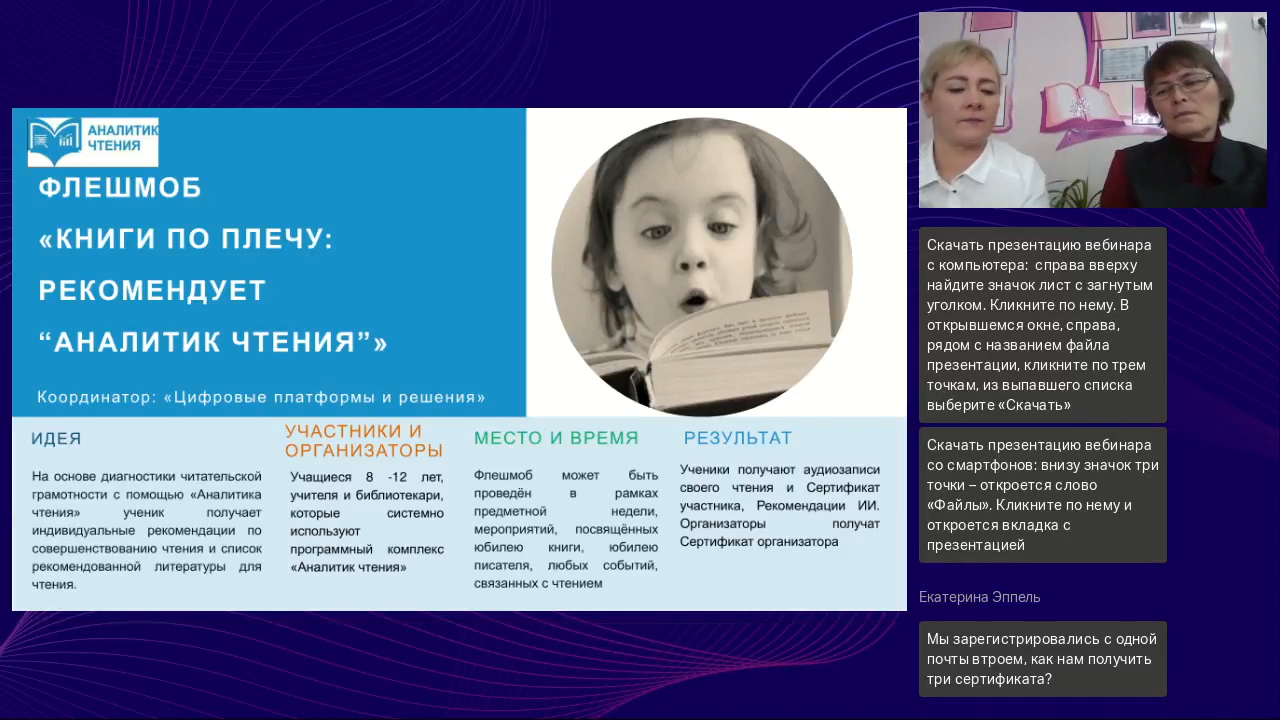 АНАЛИТИК
ЧТЕНИЯ
ФЛЕШМОБ
«КНИГИ ПО ПЛЕЧУ:
РЕКОМЕНДУЕТ
“АНАЛИТИК ЧТЕНИЯ”»
Координатор: «Цифровые платформы и решения»
ИДЕЯ
На основе диагностики читательской
грамотности с помощью «Аналитика
чтения» ученик получает
индивидуальные рекомендации по
совершенствованию чтения и список
рекомендованной литературы для
чтения.
УЧАСТНИКИ И
ОРГАНИЗАТОРЫ
Учащиеся 8 -12 лет,
учителя и библиотекари,
которые системно
используют
программный комплекс
«Аналитик чтения»
МЕСТО И ВРЕМЯ
Флешмоб может быть
проведён в рамках
предметной недели,
мероприятий, посвящённых
юбилею книги, юбилею
писателя, любых событий,
связанных с чтением
РЕЗУЛЬТАТ
Ученики получают аудиозаписи
своего чтения и Сертификат
участника, Рекомендации ИИ.
Организаторы получат
Сертификат организатора
Скачать презентацию вебинара
с компьютера: справа вверху
найдите значок лист с загнутым
уголком. Кликните по нему. В
открывшемся окне, справа,
рядом с названием файла
презентации, кликните по трем
точкам, из выпавшего списка
выберите «Скачать»
Скачать презентацию вебинара
со смартфонов: внизу значок три
точки – откроется слово
«Файлы». Кликните по нему и
откроется вкладка с
презентацией
Екатерина Эппель
Мы зарегистрировались с одной
почты втроем, как нам получить
три сертификата?